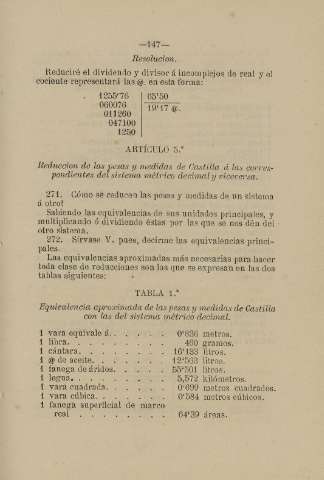 —147—
Resolucion.
Reduciré el dividendo y divisor á incomplejos de real y el
cociente representará las @. en esta forma:
1255'76 | 65'50
060076 19'17 @.
011260
047100
1250
ARTÍCULO 5.º
Reduccion de las pesas y medidas de Castilla á las corres-
pondientes del sistema métrico decimal y viceversa.
271. Cómo se reducen las pesas y medidas de un sistema
á otro?
Sabiendo las equivalencias de sus unidades principales, y
multiplicando ó dividiendo éstas por las que se nos dén del
otro sistema.
272. Sírvase V. pues, decirme las equivalencias princi-
pales.
Las equivalencias aproximadas más necesarias para hacer
toda clase de reducciones son las que se expresan en las dos
tablas siguientes:
TABLA 1.ª
Equivalencia aproximada de las pesas y medidas de Castilla
con las del sistema métrico decimal.
1 vara equivale á. . . . . . 0'836 metros.
1 libra. . . . . . . . . 460 gramos.
1 cántara. . . . . . . . 16'133 litros.
1 @ de aceite. . . . . . . 12'563 litros.
1 fanega de áridos. . . . . . 55'501 litros.
1 legua. . . . . . . . . 5,572 kilómetros.
1 vara cuadrada. . . . . . 0'699 metros cuadrados.
1 vara cúbica. . . . . . . 0'584 metros cúbicos.
1 fanega superficial de marco
real . . . . . . . . 64'39 áreas.